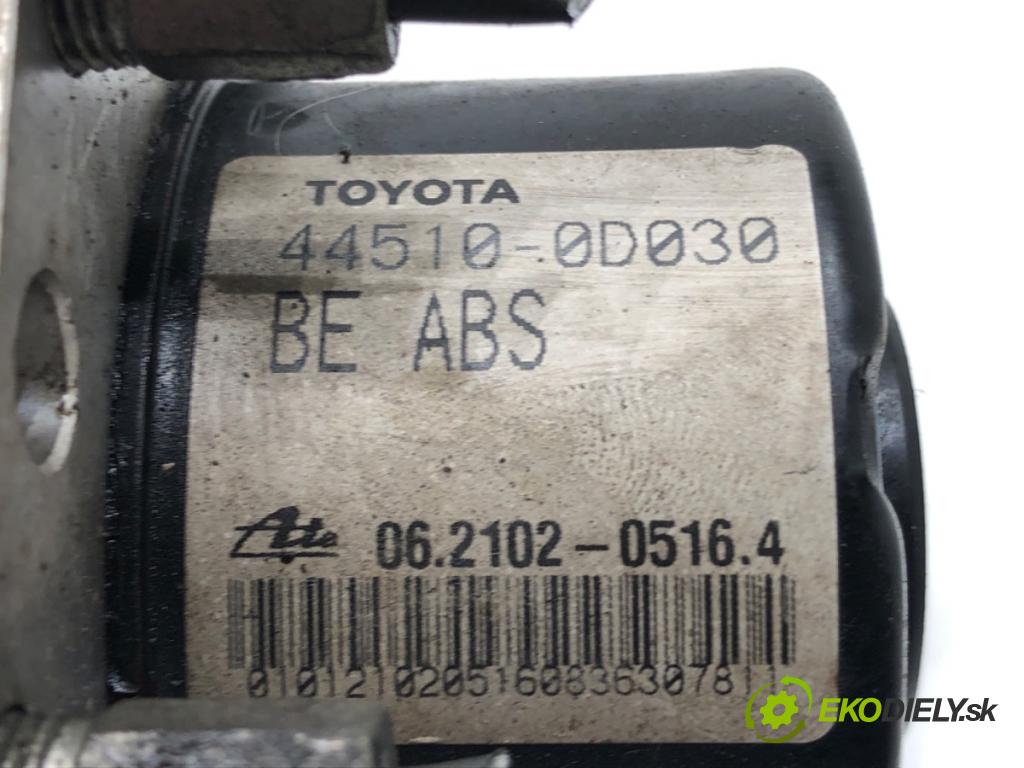 TOYOTA
44510-0D030
BE ABS
Ate 06.2102-0516.4
0101210205160836307811
EKODIELY.sk